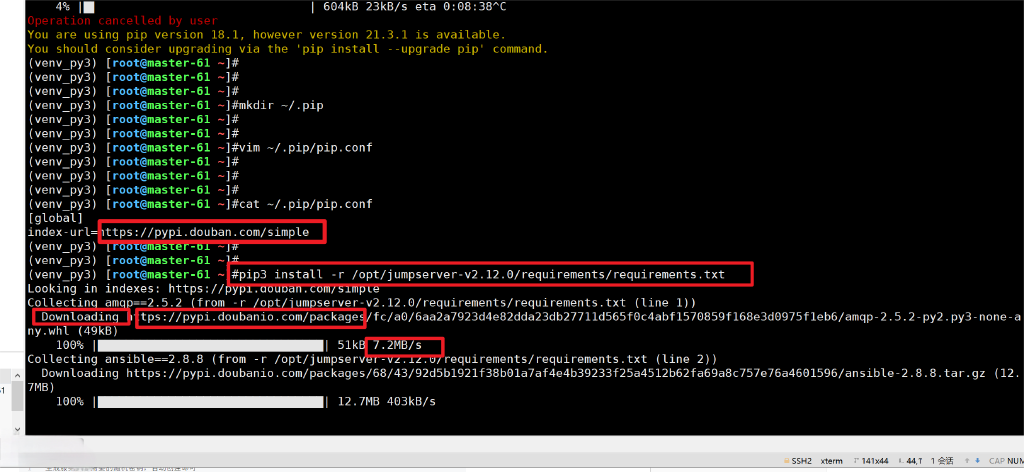 4% |█ | 604kB 23kB/s eta 0:08:38^C
Operation cancelled by user
You are using pip version 18.1, however version 21.3.1 is available.
You should consider upgrading via the 'pip install --upgrade pip' command.
(venv_py3) [root@master-61 ~]#
(venv_py3) [root@master-61 ~]#
(venv_py3) [root@master-61 ~]#
(venv_py3) [root@master-61 ~]#mkdir ~/.pip
(venv_py3) [root@master-61 ~]#
(venv_py3) [root@master-61 ~]#
(venv_py3) [root@master-61 ~]#vim ~/.pip/pip.conf
(venv_py3) [root@master-61 ~]#
(venv_py3) [root@master-61 ~]#
(venv_py3) [root@master-61 ~]#
(venv_py3) [root@master-61 ~]#cat ~/.pip/pip.conf
[global]
index-url=https://pypi.douban.com/simple
(venv_py3) [root@master-61 ~]#
(venv_py3) [root@master-61 ~]#
(venv_py3) [root@master-61 ~]#pip3 install -r /opt/jumpserver-v2.12.0/requirements/requirements.txt
Looking in indexes: https://pypi.douban.com/simple
Collecting amqp==2.5.2 (from -r /opt/jumpserver-v2.12.0/requirements/requirements.txt (line 1))
Downloading https://pypi.doubanio.com/packages/fc/a0/6aa2a7923d4e82dda23db27711d565f0c4abf1570859f168e3d0975f1eb6/amqp-2.5.2-py2.py3-none-a
ny.whl (49kB)
100% |████████████████████████████████| 51kB 7.2MB/s
Collecting ansible==2.8.8 (from -r /opt/jumpserver-v2.12.0/requirements/requirements.txt (line 2))
Downloading https://pypi.doubanio.com/packages/68/43/92d5b1921f38b01a7af4e4b39233f25a4512b62fa69a8c757e76a4601596/ansible-2.8.8.tar.gz (12.
7MB)
100% |████████████████████████████████| 12.7MB 403kB/s
SSH2 xterm 141x44 44,7 1 会话 CAP NUM